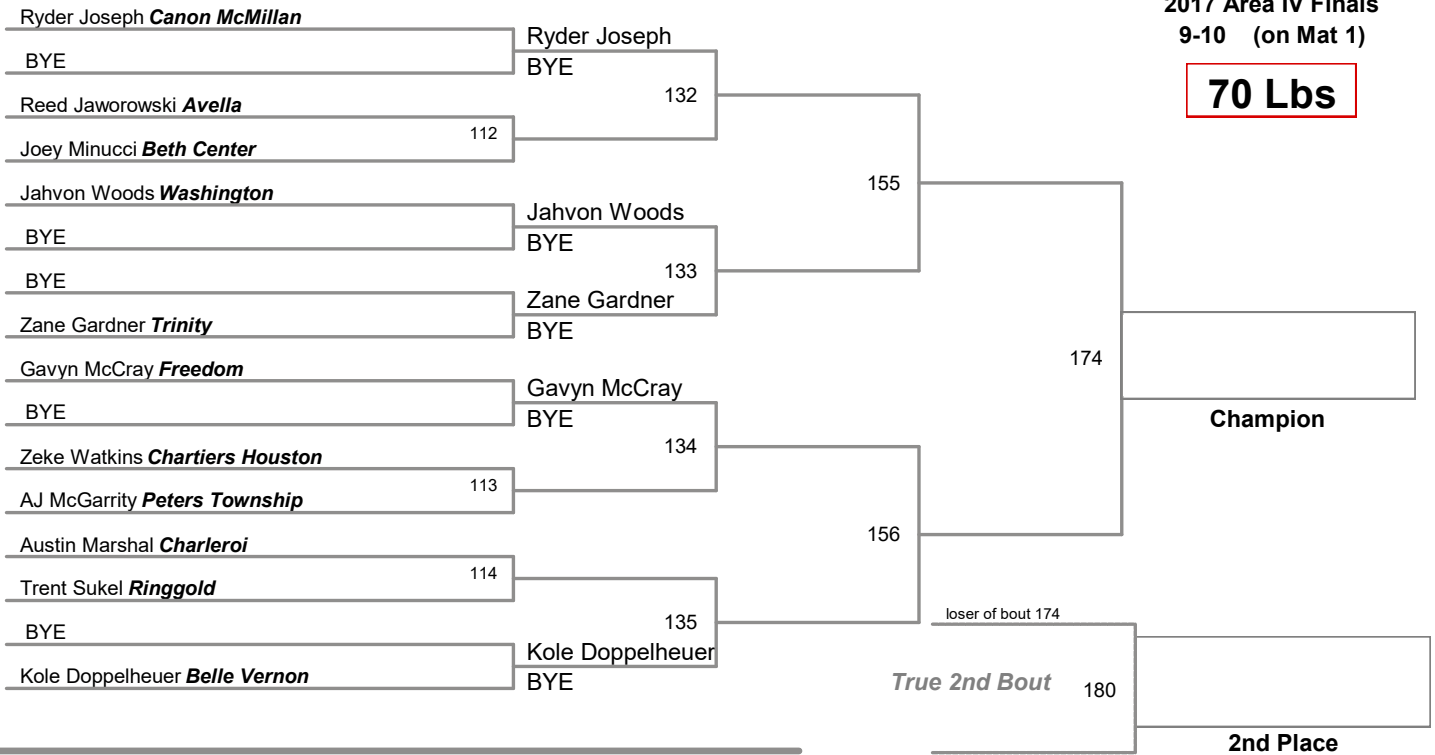 2017 Area IV Finals
9-10 (on Mat 1)
70 Lbs
Ryder Joseph Canon McMillan
BYE
Reed Jaworowski Avella
112
Joey Minucci Beth Center
Jahvon Woods Washington
BYE
BYE
Zane Gardner Trinity
Gavyn McCray Freedom
BYE
Zeke Watkins Chartiers Houston
113
AJ McGarrity Peters Township
Austin Marshal Charleroi
114
Trent Sukel Ringgold
BYE
Kole Doppelheuer Belle Vernon
Ryder Joseph
BYE
132
Jahvon Woods
BYE
133
Zane Gardner
BYE
Gavyn McCray
BYE
134
135
Kole Doppelheuer
BYE
155
156
174
Champion
loser of bout 174
True 2nd Bout 180
2nd Place